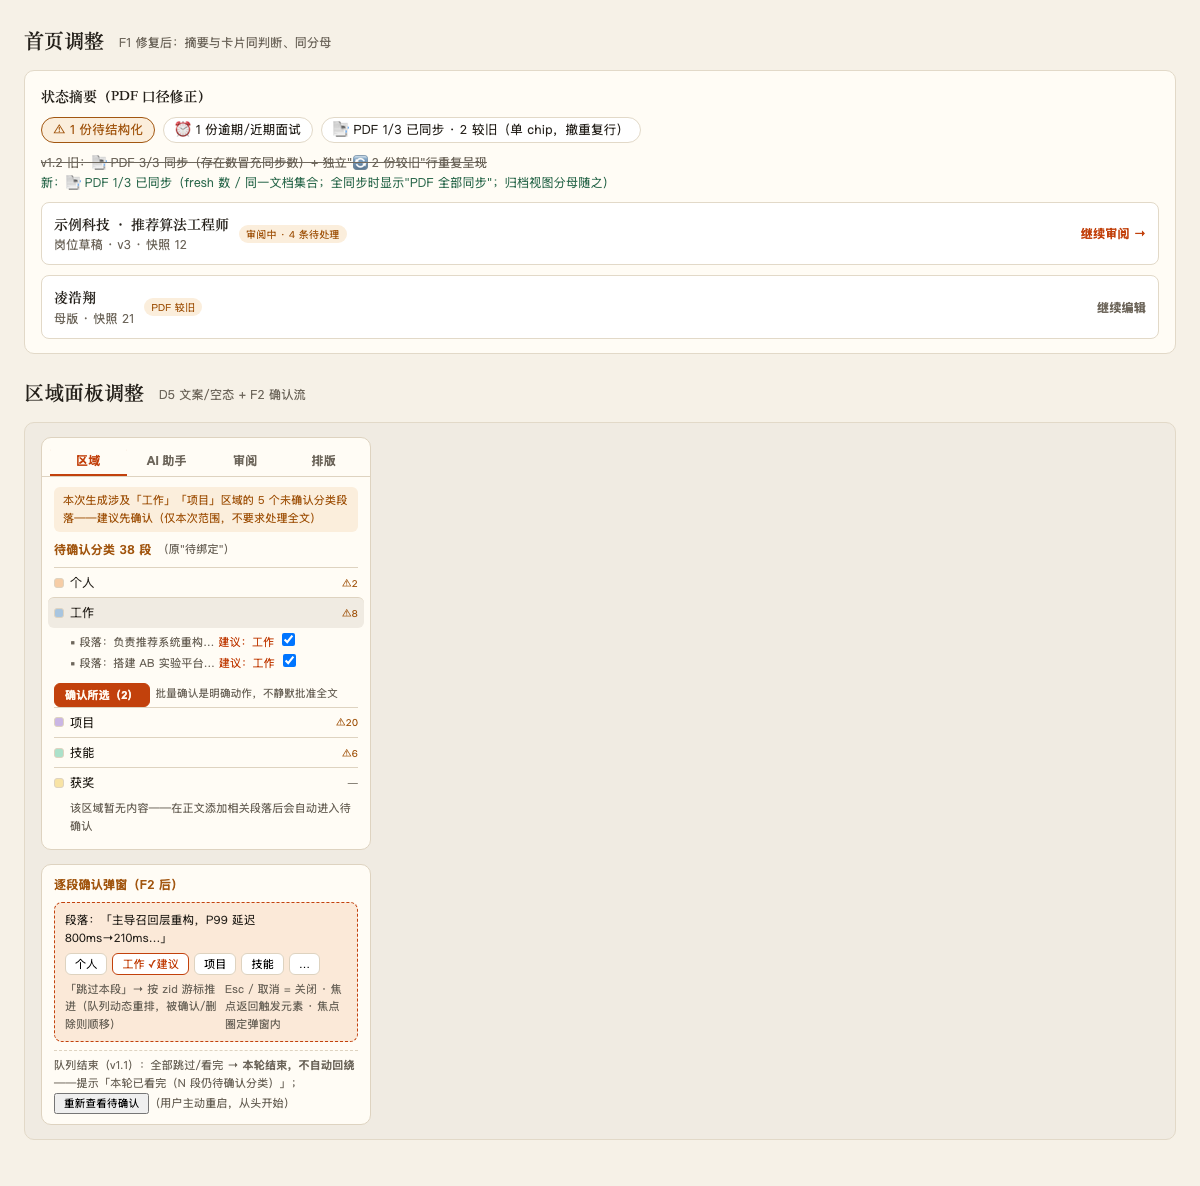 首页调整 F1 修复后：摘要与卡片同判断、同分母
状态摘要（PDF 口径修正）
⚠ 1 份待结构化
⏰ 1 份逾期/近期面试
📑 PDF 1/3 已同步 · 2 较旧（单 chip，撤重复行）
v1.2 旧：📑 PDF 3/3 同步（存在数冒充同步数）+ 独立"🔄 2 份较旧"行重复呈现
新：📑 PDF 1/3 已同步（fresh 数 / 同一文档集合；全同步时显示"PDF 全部同步"；归档视图分母随之）
示例科技 · 推荐算法工程师
岗位草稿 · v3 · 快照 12
审阅中 · 4 条待处理
继续审阅 →
凌浩翔
母版 · 快照 21
PDF 较旧
继续编辑
区域面板调整 D5 文案/空态 + F2 确认流
区域 AI 助手 审阅 排版
本次生成涉及「工作」「项目」区域的 5 个未确认分类段
落——建议先确认（仅本次范围，不要求处理全文）
待确认分类 38 段 （原"待绑定"）
个人 ⚠2
工作 ⚠8
▪ 段落：负责推荐系统重构… 建议：工作
▪ 段落：搭建 AB 实验平台… 建议：工作
确认所选（2） 批量确认是明确动作，不静默批准全文
项目 ⚠20
技能 ⚠6
获奖 —
该区域暂无内容——在正文添加相关段落后会自动进入待
确认
逐段确认弹窗（F2 后）
段落：「主导召回层重构，P99 延迟
800ms→210ms…」
个人 工作 ✓建议 项目 技能 …
「跳过本段」→ 按 zid 游标推
进（队列动态重排，被确认/删
除则顺移）
Esc / 取消 = 关闭 · 焦
点返回触发元素 · 焦点
圈定弹窗内
队列结束（v1.1）：全部跳过/看完 → 本轮结束，不自动回绕
——提示「本轮已看完（N 段仍待确认分类）」；
重新查看待确认 （用户主动重启，从头开始）